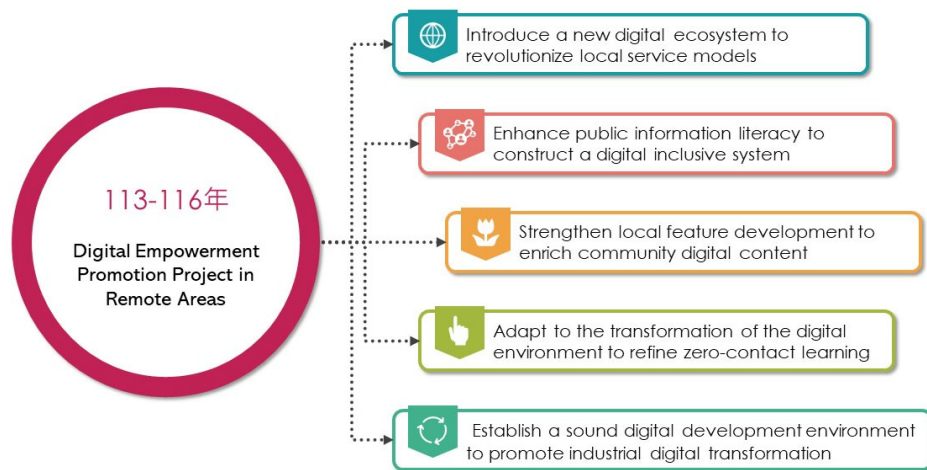 113-116年
Digital Empowerment
Promotion Project in
Remote Areas
Introduce a new digital ecosystem to
revolutionize local service models
Enhance public information literacy to
construct a digital inclusive system
Strengthen local feature development to
enrich community digital content
Adapt to the transformation of the digital
environment to refine zero-contact learning
Establish a sound digital development environment
to promote industrial digital transformation